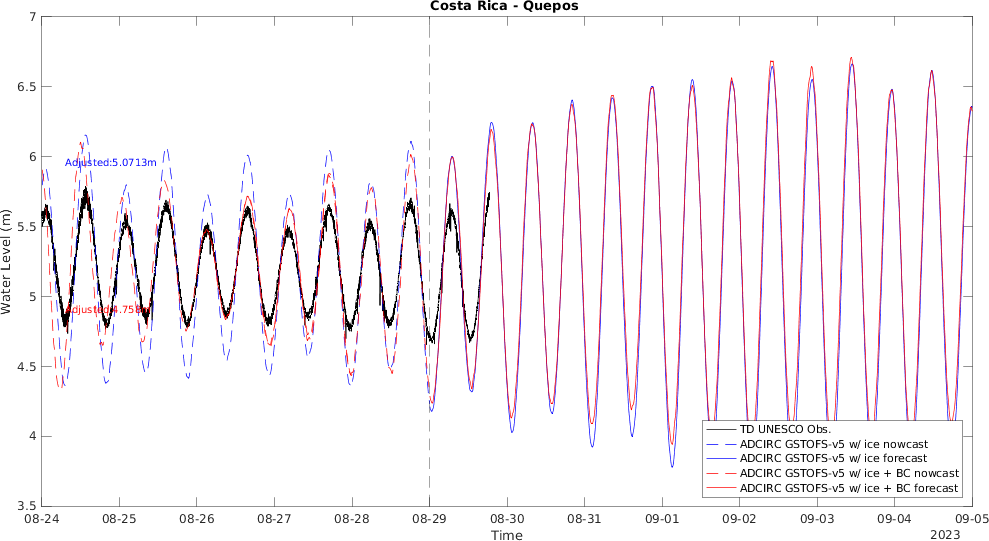 Costa Rica - Quepos
Water Level (m)
7
6.5
6
5.5
5
4.5
4
3.5
Adjusted:5.0713m
08-24
08-25
08-26
08-27
08-28
08-29
08-30
08-31
09-01
09-02
09-03
09-04
09-05
Time
2023
TD UNESCO Obs.
ADCIRC GSTOFS-v5 w/ ice nowcast
ADCIRC GSTOFS-v5 w/ ice forecast
ADCIRC GSTOFS-v5 w/ ice + BC nowcast
ADCIRC GSTOFS-v5 w/ ice + BC forecast